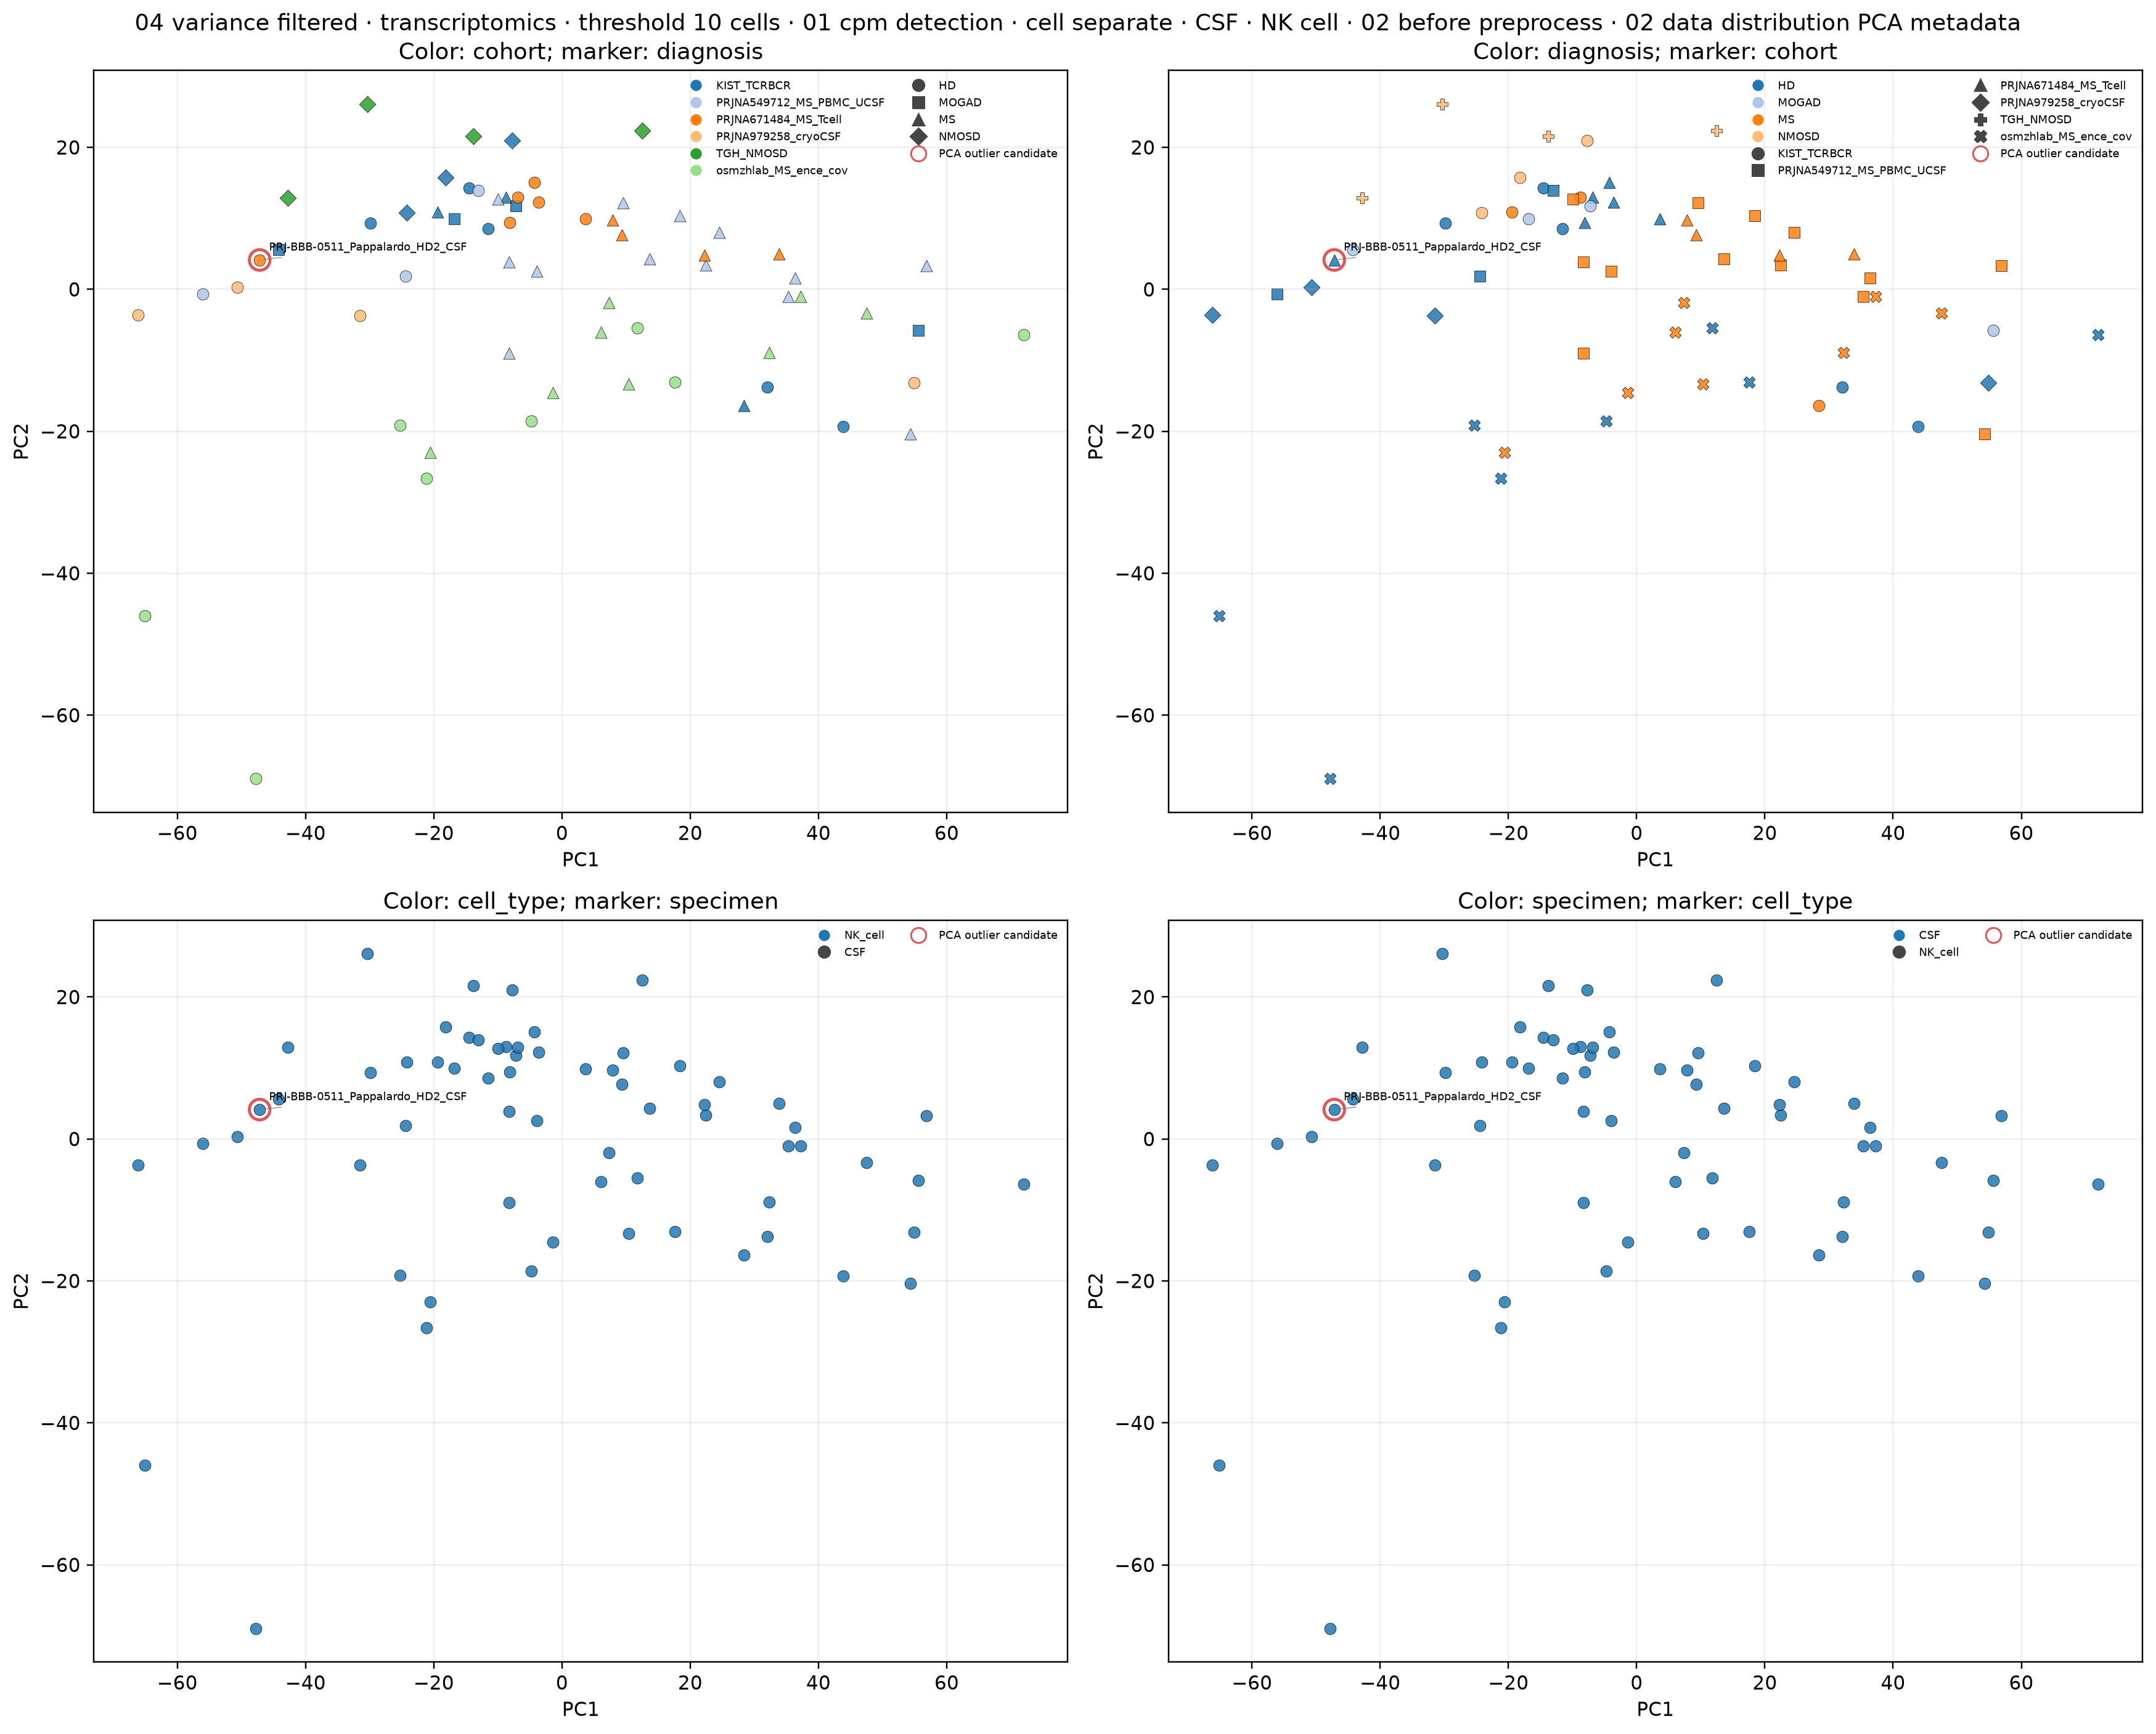 04 variance filtered · transcriptomics · threshold 10 cells · 01 cpm detection · cell separate · CSF · NK cell · 02 before preprocess · 02 data distribution PCA metadata
Color: cohort; marker: diagnosis
KIST_TCRBCR
PRJNA549712_MS_PBMC_UCSF
PRJNA671484_MS_Tcell
PRJNA979258_cryoCSF
TGH_NMOSD
osmzhlab_MS_ence_cov
HD
MOGAD
MS
NMOSD
PCA outlier candidate
PRJ-BBB-0511_Pappalardo_HD2_CSF
20
0
−20
−40
−60
PC2
−60 −40 −20 0 20 40 60
PC1
Color: diagnosis; marker: cohort
HD
MOGAD
MS
NMOSD
KIST_TCRBCR
PRJNA549712_MS_PBMC_UCSF
PRJNA671484_MS_Tcell
PRJNA979258_cryoCSF
TGH_NMOSD
osmzhlab_MS_ence_cov
PCA outlier candidate
PRJ-BBB-0511_Pappalardo_HD2_CSF
20
0
−20
−40
−60
PC2
−60 −40 −20 0 20 40 60
PC1
Color: cell_type; marker: specimen
NK_cell
CSF
PCA outlier candidate
PRJ-BBB-0511_Pappalardo_HD2_CSF
20
0
−20
−40
−60
PC2
−60 −40 −20 0 20 40 60
PC1
Color: specimen; marker: cell_type
CSF
NK_cell
PCA outlier candidate
PRJ-BBB-0511_Pappalardo_HD2_CSF
20
0
−20
−40
−60
PC2
−60 −40 −20 0 20 40 60
PC1